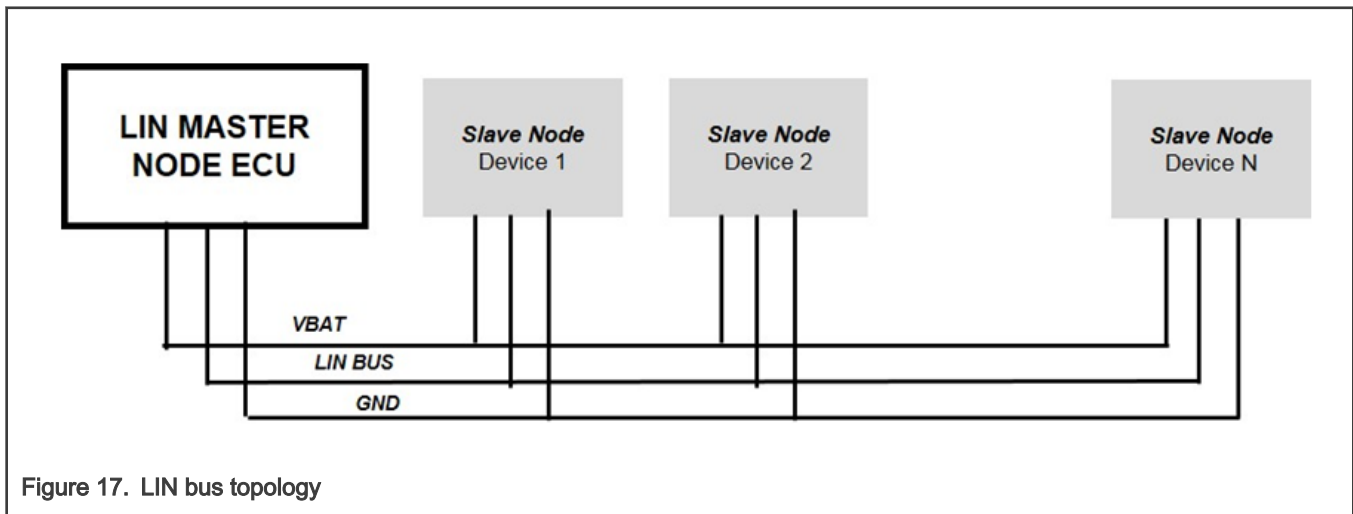 LIN MASTER
NODE ECU
Slave Node
Device 1
Slave Node
Device 2
Slave Node
Device N
VBAT
LIN BUS
GND
Figure 17. LIN bus topology